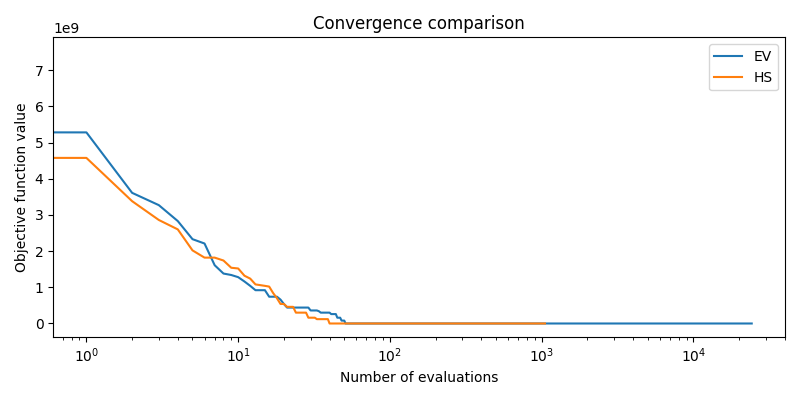 Convergence comparison
1e9
EV
HS
7
6
5
4
3
2
1
0
Objective function value
10⁰ 10¹ 10² 10³ 10⁴
Number of evaluations